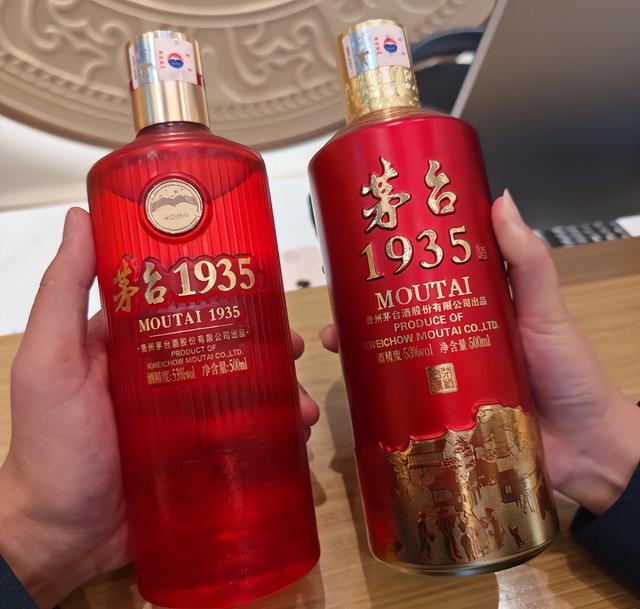 MOUTAI
茅台1935
MOUTAI 1935
·贵州茅台酒股份有限公司出品·
PRODUCT OF
KWEICHOW MOUTAI CO.,LTD.
酒精度:53%vol 净含量:500ml
茅台
1935
MOUTAI
贵州茅台酒股份有限公司出品
PRODUCE OF
KWEICHOW MOUTAI CO.,LTD.
酒精度:53%vol 净含量:500ml